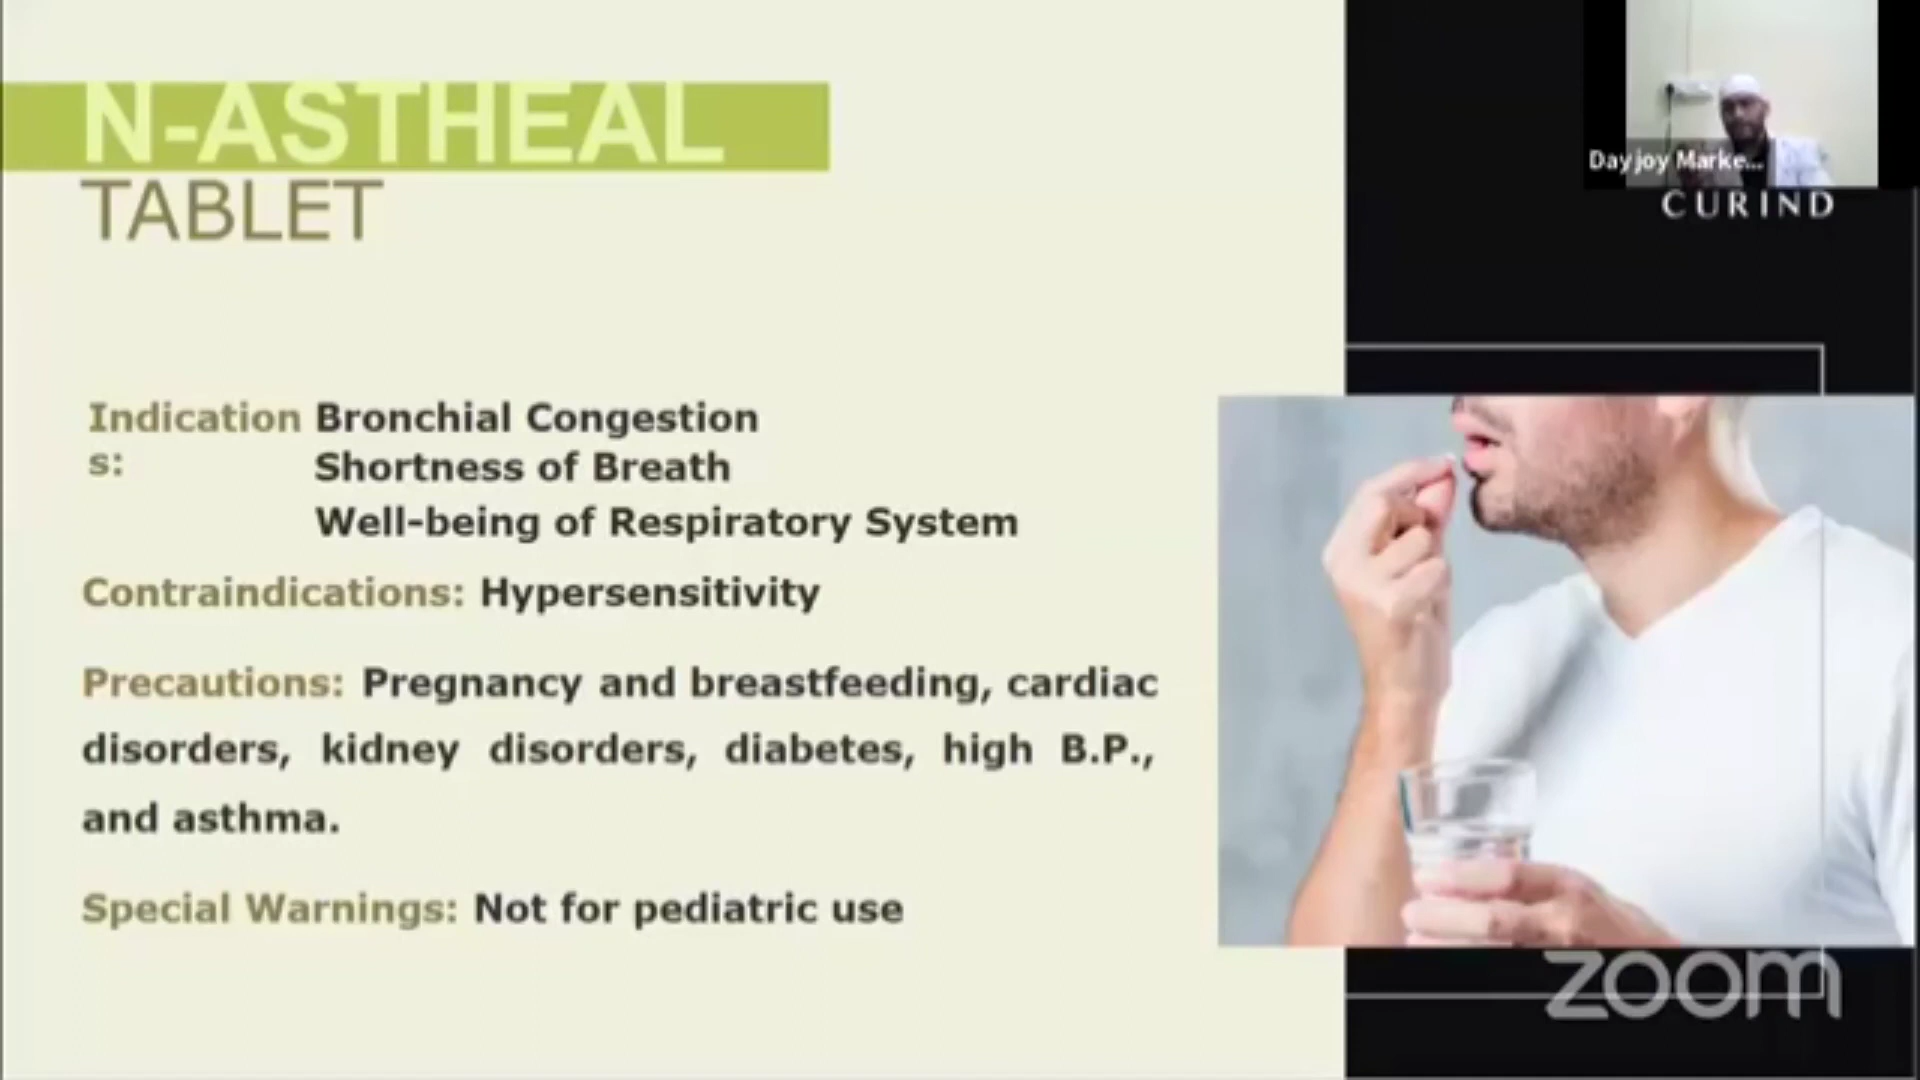 N-ASTHEAL
TABLET
Dayjoy Marke...
CURIND
Indication
s:
Bronchial Congestion
Shortness of Breath
Well-being of Respiratory System
Contraindications: Hypersensitivity
Precautions: Pregnancy and breastfeeding, cardiac
disorders, kidney disorders, diabetes, high B.P.,
and asthma.
Special Warnings: Not for pediatric use
zoom